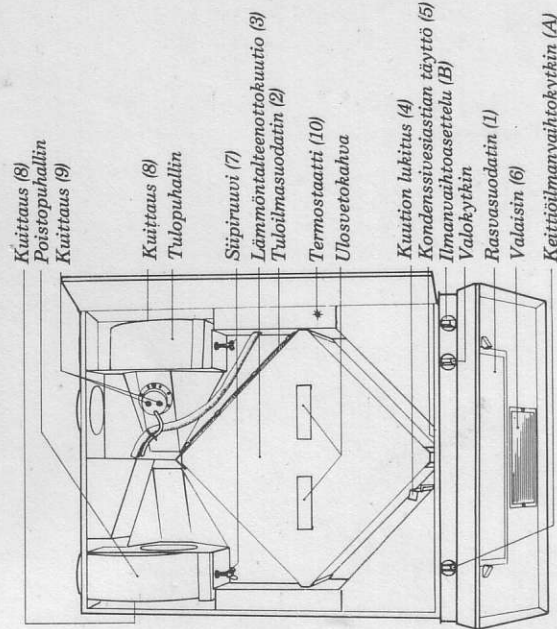 Kuittaus (8)
Poistopuhallin
Kuittaus (9)
Kuittaus (8)
Tulopuhallin
Siipiruuvi (7)
Lämmöntalteenottokuutio (3)
Tuloilmasuodatin (2)
Termostaatti (10)
Ulosvetokahva
Kuution lukitus (4)
Kondenssivesiastian täyttö (5)
Ilmanvaihtoasettelu (B)
Valokytkin
Rasvasuodatin (1)
Valaisin (6)
Keittiöilmanvaihtokytkin (A)